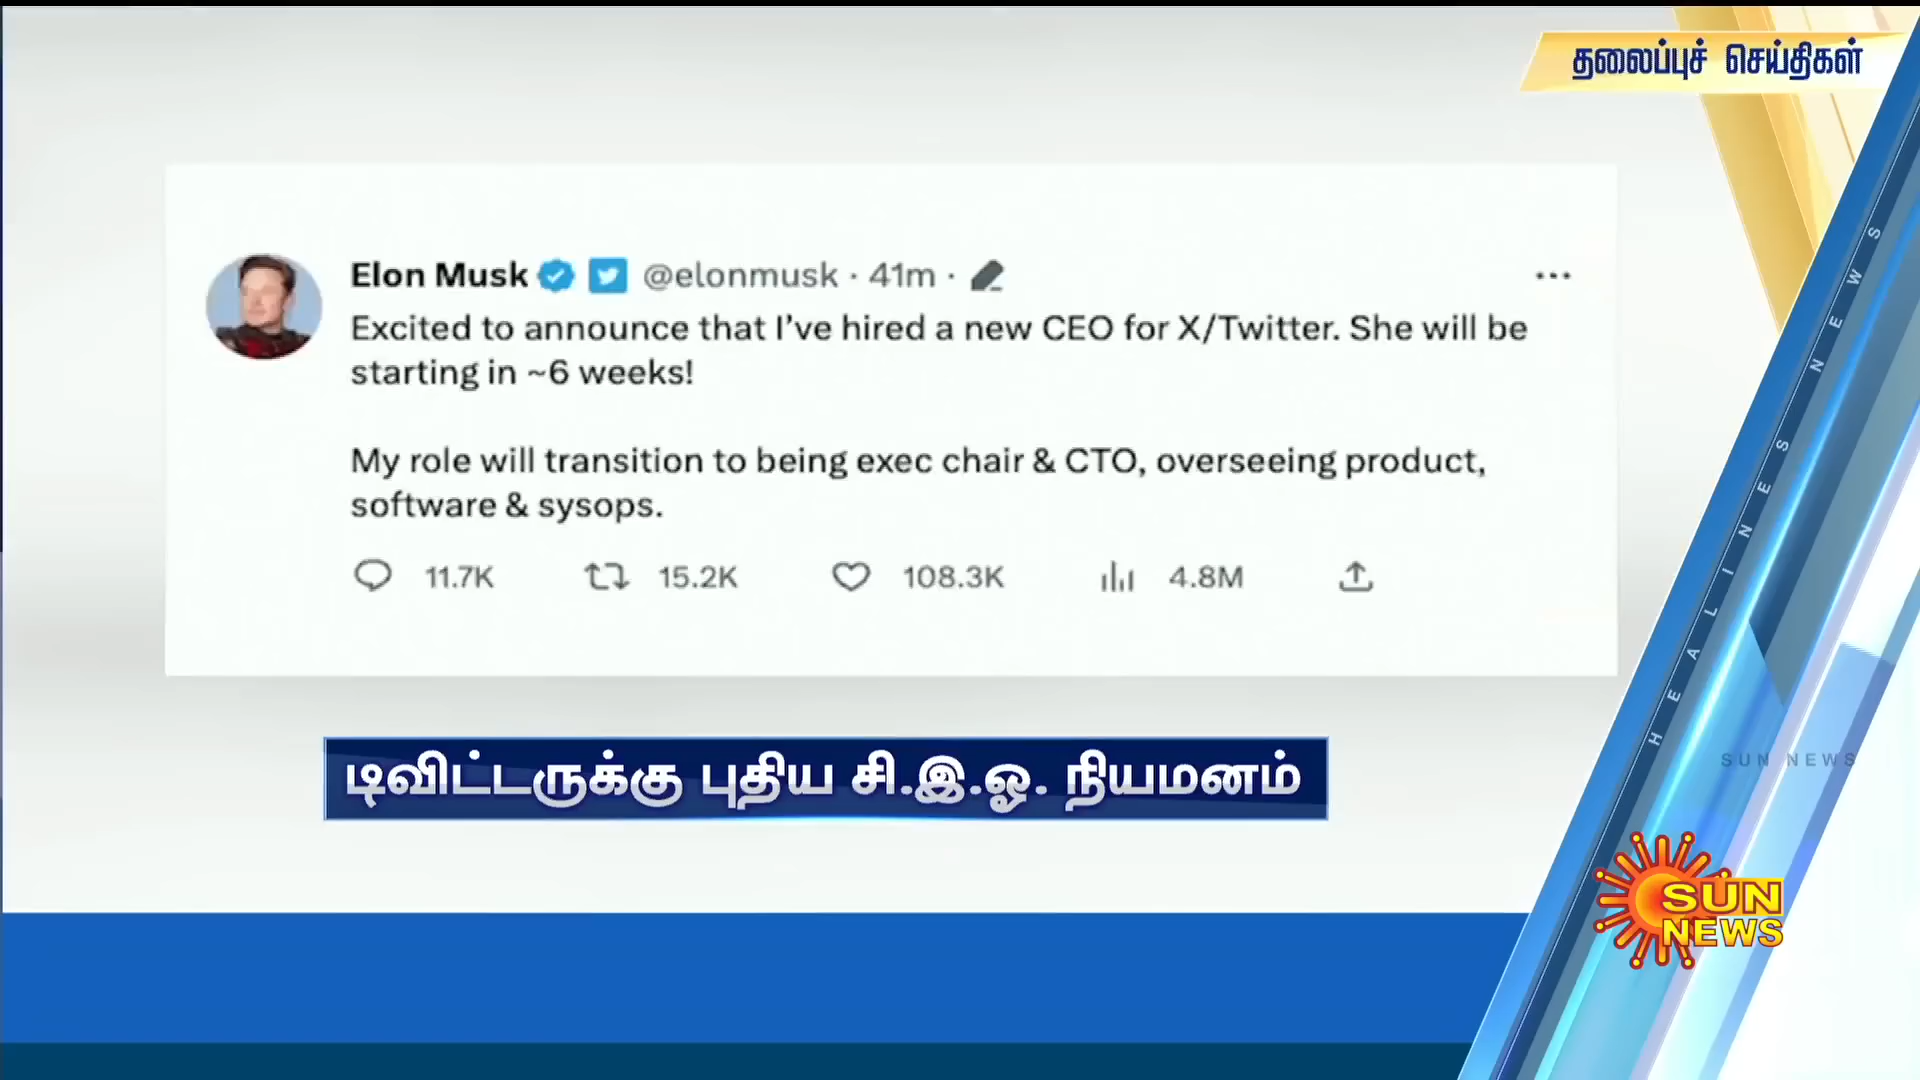 தலைப்புச் செய்திகள்
Elon Musk @elonmusk · 41m ·
Excited to announce that I've hired a new CEO for X/Twitter. She will be
starting in ~6 weeks!
My role will transition to being exec chair & CTO, overseeing product,
software & sysops.
11.7K 15.2K 108.3K 4.8M
டிவிட்டருக்கு புதிய சி.இ.ஓ. நியமனம்
HEALINES NEWS
SUN NEWS
SUN
NEWS